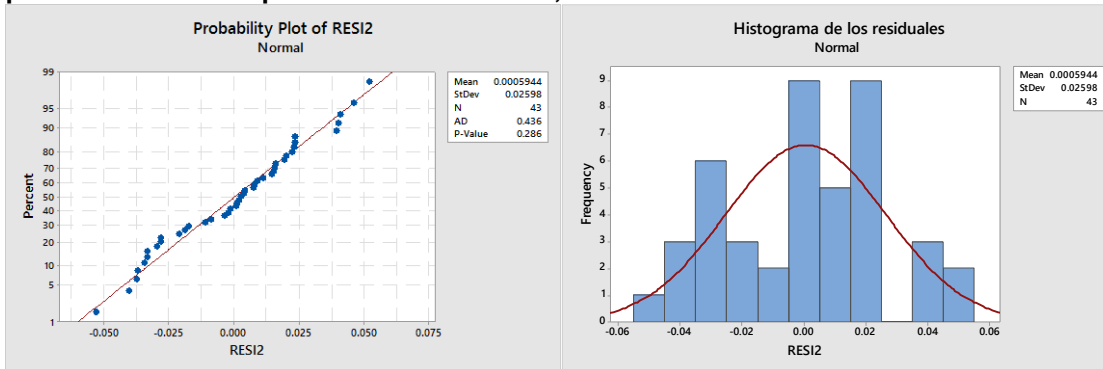 Probability Plot of RESI2
Normal
99
95
90
80
70
60
50
40
30
20
10
5
1
Percent
-0.050 -0.025 0.000 0.025 0.050 0.075
RESI2
Mean 0.0005944
StDev 0.02598
N 43
AD 0.436
P-Value 0.286
Histograma de los residuales
Normal
9
8
7
6
5
4
3
2
1
0
Frequency
-0.06 -0.04 -0.02 0.00 0.02 0.04 0.06
RESI2
Mean 0.0005944
StDev 0.02598
N 43